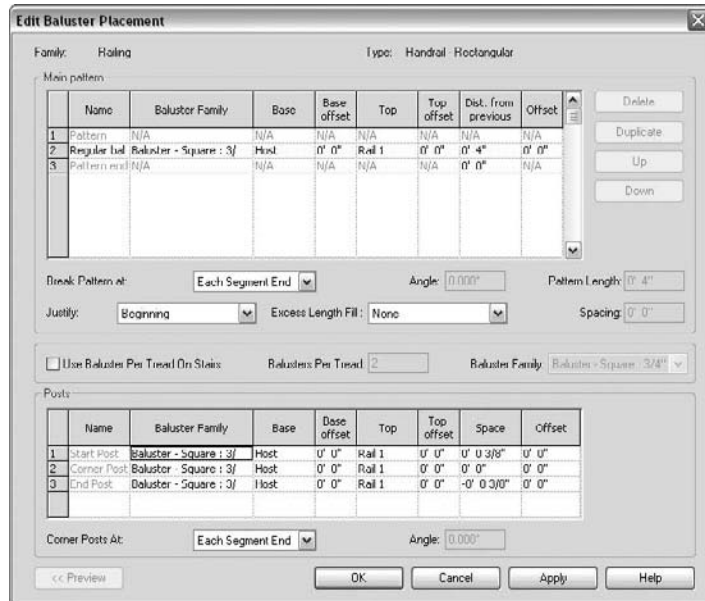 Edit Baluster Placement
Family: Railing Type: Handrail - Rectangular
Main pattern
Name Baluster Family Base Base offset Top Top offset Dist. from previous Offset
1 Pattern N/A N/A N/A N/A N/A N/A N/A
2 Regular bal Baluster - Square : 3/ Host 0' 0" Rail 1 0' 0" 0' 4" 0' 0"
3 Pattern end N/A N/A N/A N/A N/A 0' 0" N/A
Delete
Duplicate
Up
Down
Break Pattern at: Each Segment End Angle: 0.000° Pattern Length: 0' 4"
Justify: Beginning Excess Length Fill : None Spacing: 0' 0"
Use Baluster Per Tread On Stairs Balusters Per Tread: 2 Baluster Family: Baluster - Square : 3/4"
Posts
Name Baluster Family Base Base offset Top Top offset Space Offset
1 Start Post Baluster - Square : 3/ Host 0' 0" Rail 1 0' 0" 0' 0 3/8" 0' 0"
2 Corner Post Baluster - Square : 3/ Host 0' 0" Rail 1 0' 0" 0' 0" 0' 0"
3 End Post Baluster - Square : 3/ Host 0' 0" Rail 1 0' 0" -0' 0 3/8" 0' 0"
Corner Posts At: Each Segment End Angle: 0.000°
<< Preview OK Cancel Apply Help